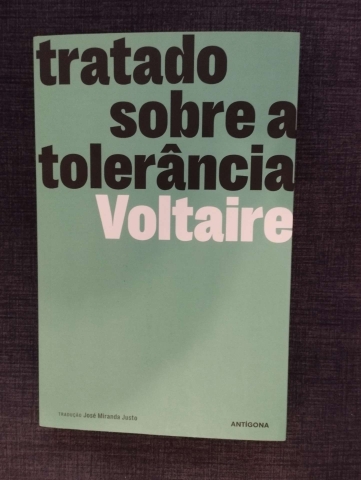 tratado
sobre a
tolerância
Voltaire
TRADUÇÃO José Miranda Justo
ANTÍGONA